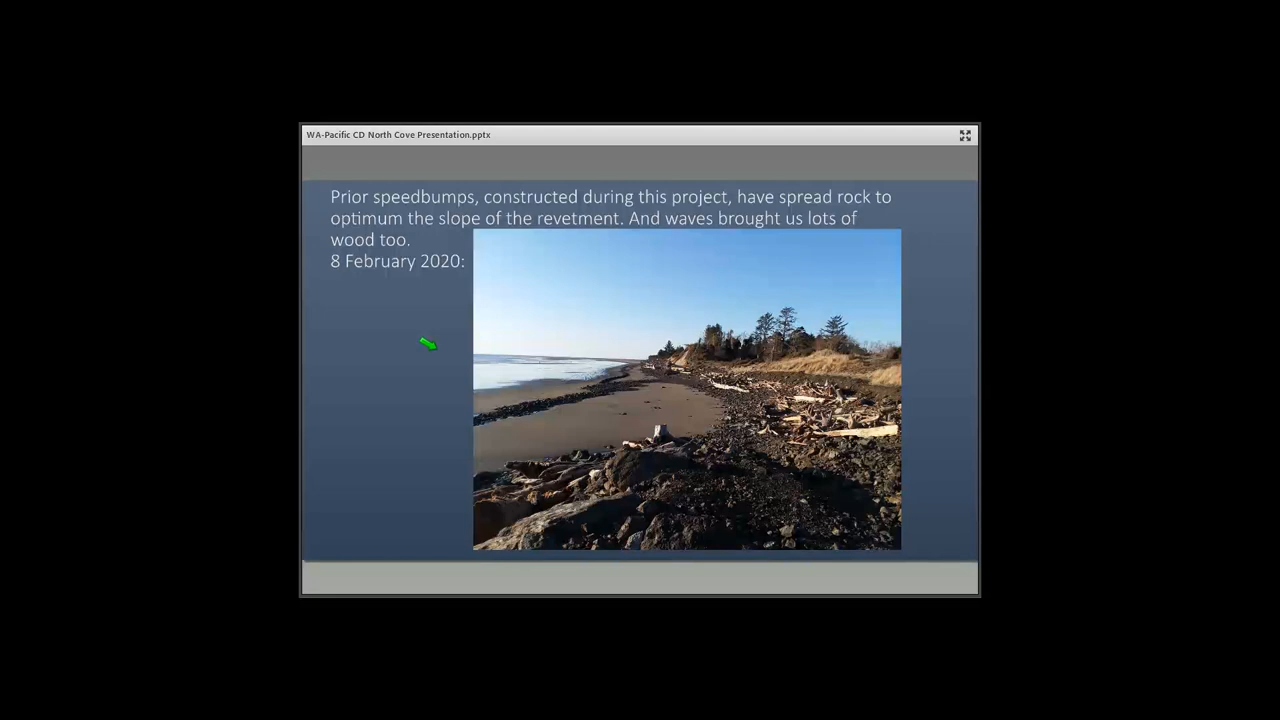 WA-Pacific CD North Cove Presentation.pptx
Prior speedbumps, constructed during this project, have spread rock to
optimum the slope of the revetment. And waves brought us lots of
wood too.
8 February 2020: